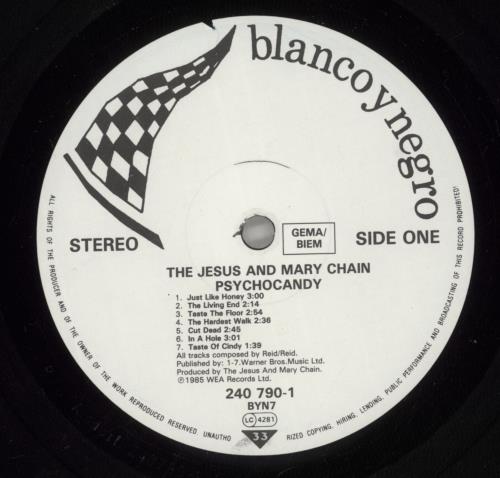 blanco y negro
STEREO
GEMA/
BIEM
SIDE ONE
THE JESUS AND MARY CHAIN
PSYCHOCANDY
1. Just Like Honey 3:00
2. The Living End 2:14
3. Taste The Floor 2:54
4. The Hardest Walk 2:36
5. Cut Dead 2:45
6. In A Hole 3:01
7. Taste Of Cindy 1:39
All tracks composed by Reid/Reid.
Published by: 1-7.Warner Bros.Music Ltd.
Produced by The Jesus And Mary Chain.
℗1985 WEA Records Ltd.
240 790-1
BYN7
LC 4281
33
ALL RIGHTS OF THE PRODUCER AND OF THE OWNER OF THE WORK REPRODUCED RESERVED. UNAUTHO RIZED COPYING, HIRING, LENDING, PUBLIC PERFORMANCE AND BROADCASTING OF THIS RECORD PROHIBITED!